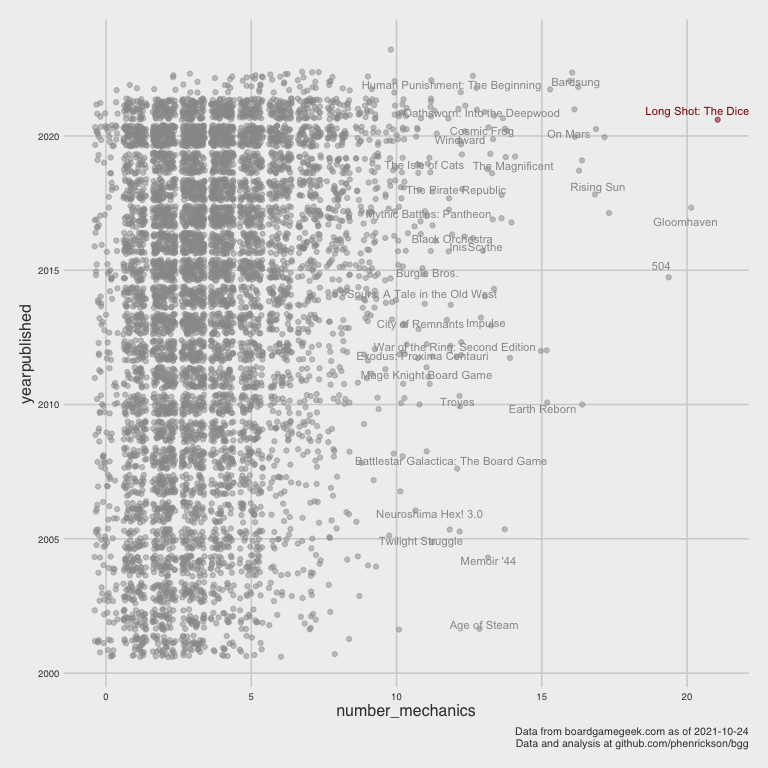 Bardsung
Human Punishment: The Beginning
Long Shot: The Dice
Oathsworn: Into the Deepwood
Cosmic Frog
On Mars
2020
Windward
The Isle of Cats
The Magnificent
The Pirate Republic
Rising Sun
Mythic Battles: Pantheon
Gloomhaven
Black Orchestra
Inis
Scythe
504
2015
Burgle Bros.
Spurs: A Tale in the Old West
City of Remnants
Impulse
War of the Ring: Second Edition
Exodus: Proxima Centauri
Mage Knight Board Game
Troyes
2010
Earth Reborn
Battlestar Galactica: The Board Game
Neuroshima Hex! 3.0
2005
Twilight Struggle
Memoir '44
Age of Steam
2000
yearpublished
0
5
10
15
20
number_mechanics
Data from boardgamegeek.com as of 2021-10-24
Data and analysis at github.com/phenrickson/bgg